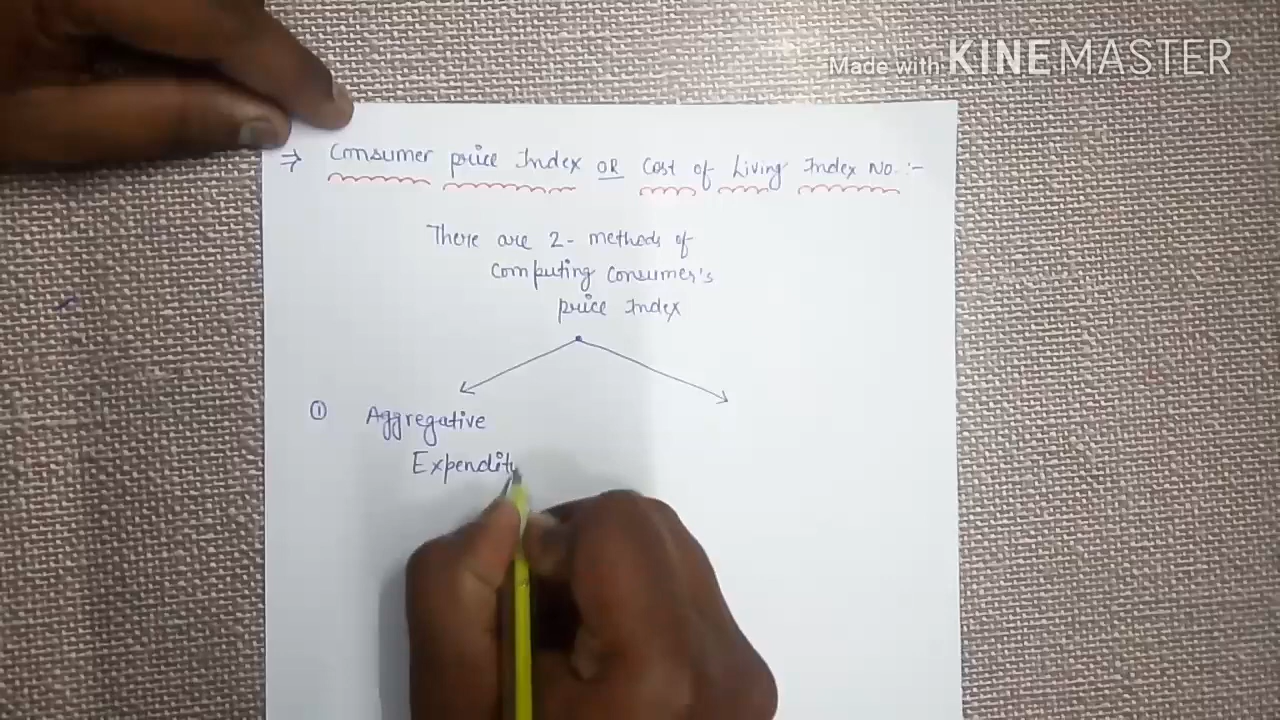 Made with KINEMASTER
⇒ Consumer price Index OR Cost of Living Index No. :-
There are 2 - methods of
computing consumer's
price Index
① Aggregative
Expenditu